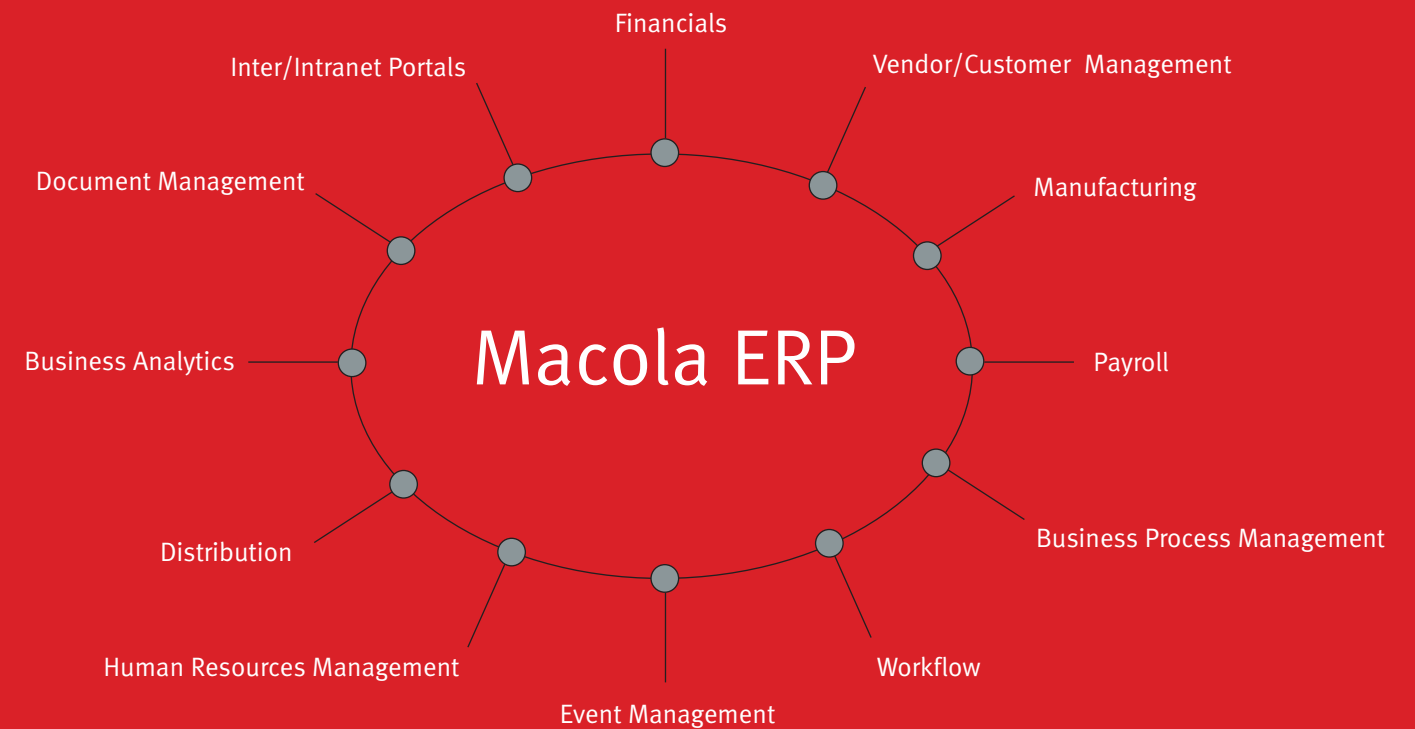 Financials
Inter/Intranet Portals
Vendor/Customer Management
Document Management
Manufacturing
Macola ERP
Business Analytics
Payroll
Business Process Management
Distribution
Human Resources Management
Workflow
Event Management